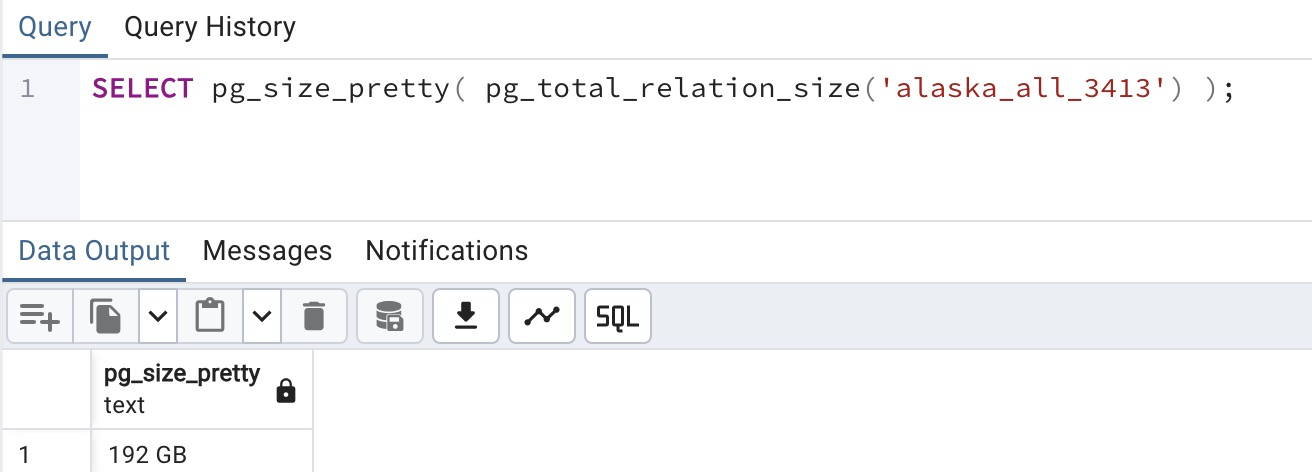 Query Query History
1 SELECT pg_size_pretty( pg_total_relation_size('alaska_all_3413') );
Data Output Messages Notifications
SQL
pg_size_pretty
text
1 192 GB